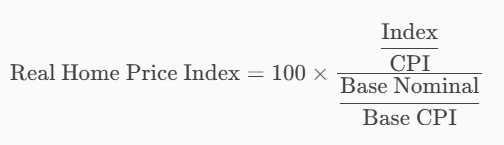 Real Home Price Index = 100 ×
Index
CPI
Base Nominal
Base CPI